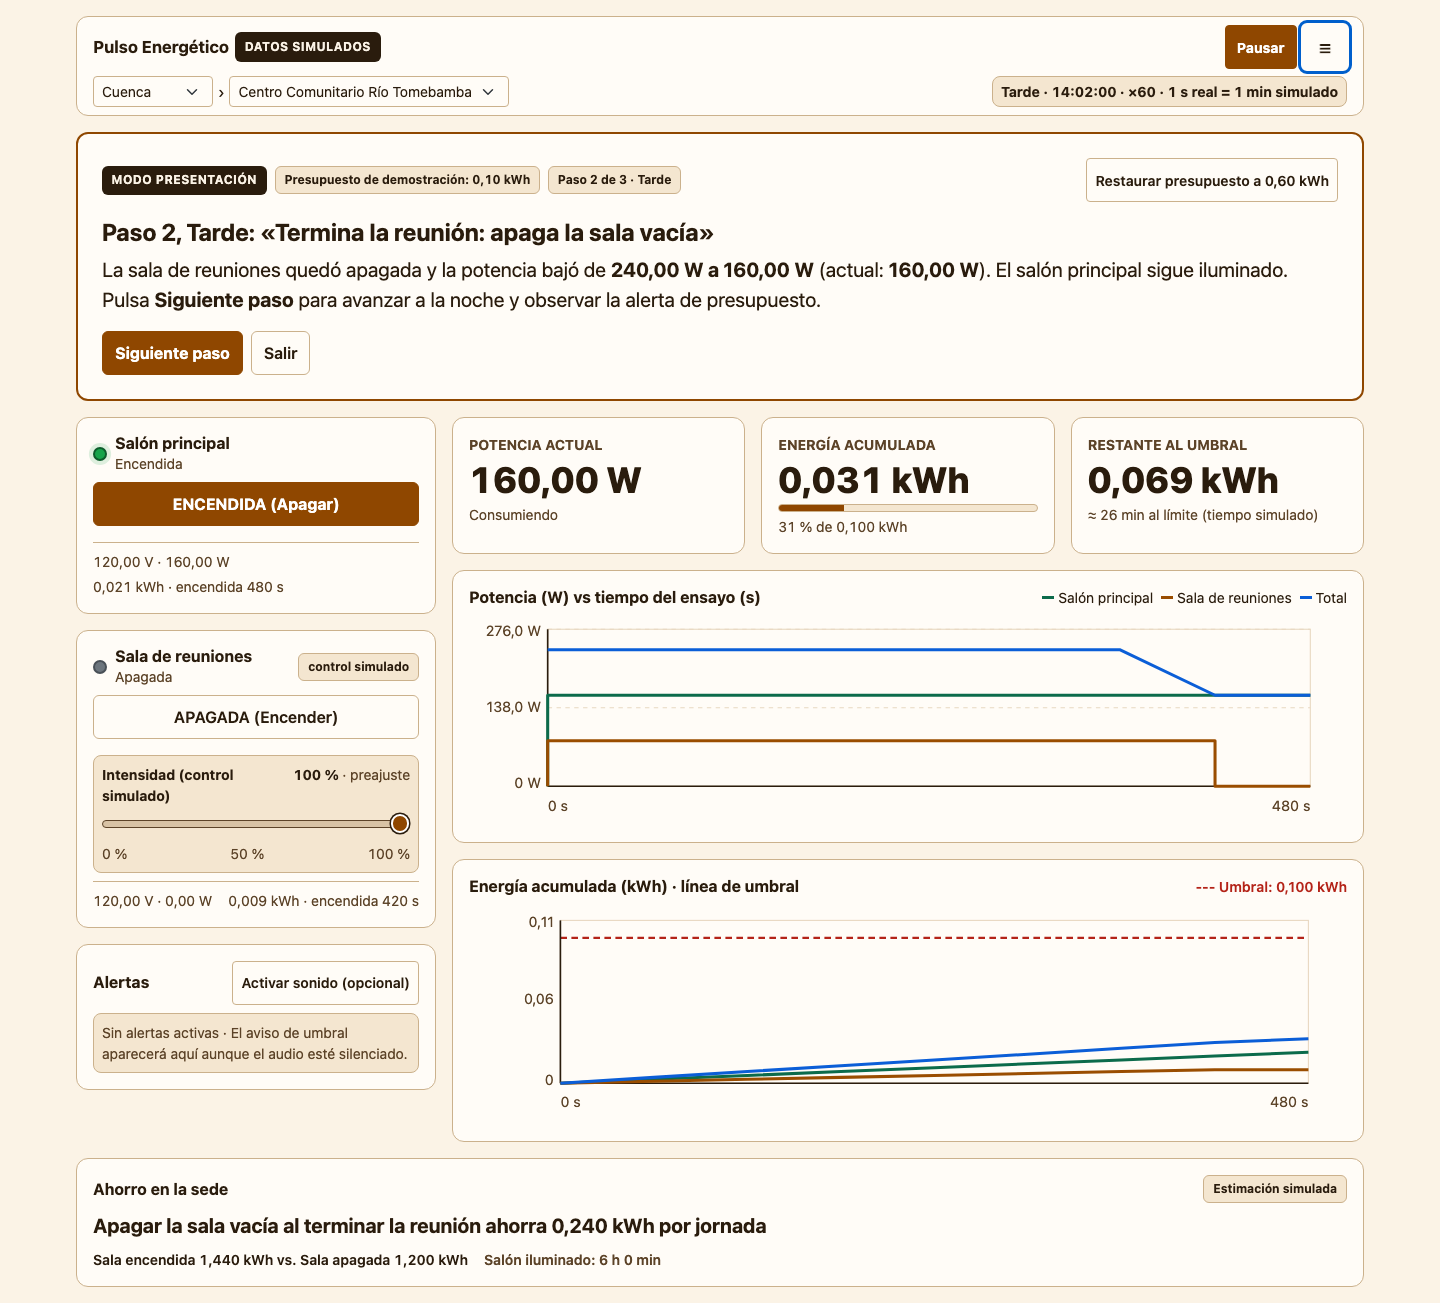 Pulso Energético DATOS SIMULADOS
Pausar ≡
Cuenca › Centro Comunitario Río Tomebamba
Tarde · 14:02:00 · ×60 · 1 s real = 1 min simulado
MODO PRESENTACIÓN Presupuesto de demostración: 0,10 kWh Paso 2 de 3 · Tarde
Restaurar presupuesto a 0,60 kWh
Paso 2, Tarde: «Termina la reunión: apaga la sala vacía»
La sala de reuniones quedó apagada y la potencia bajó de 240,00 W a 160,00 W (actual: 160,00 W). El salón principal sigue iluminado.
Pulsa Siguiente paso para avanzar a la noche y observar la alerta de presupuesto.
Siguiente paso Salir
Salón principal
Encendida
ENCENDIDA (Apagar)
120,00 V · 160,00 W
0,021 kWh · encendida 480 s
Sala de reuniones
Apagada
control simulado
APAGADA (Encender)
Intensidad (control
simulado)
100 % · preajuste
0 % 50 % 100 %
120,00 V · 0,00 W 0,009 kWh · encendida 420 s
Alertas
Activar sonido (opcional)
Sin alertas activas · El aviso de umbral
aparecerá aquí aunque el audio esté silenciado.
POTENCIA ACTUAL
160,00 W
Consumiendo
ENERGÍA ACUMULADA
0,031 kWh
31 % de 0,100 kWh
RESTANTE AL UMBRAL
0,069 kWh
≈ 26 min al límite (tiempo simulado)
Potencia (W) vs tiempo del ensayo (s)
Salón principal Sala de reuniones Total
276,0 W
138,0 W
0 W
0 s 480 s
Energía acumulada (kWh) · línea de umbral
--- Umbral: 0,100 kWh
0,11
0,06
0
0 s 480 s
Ahorro en la sede
Estimación simulada
Apagar la sala vacía al terminar la reunión ahorra 0,240 kWh por jornada
Sala encendida 1,440 kWh vs. Sala apagada 1,200 kWh Salón iluminado: 6 h 0 min